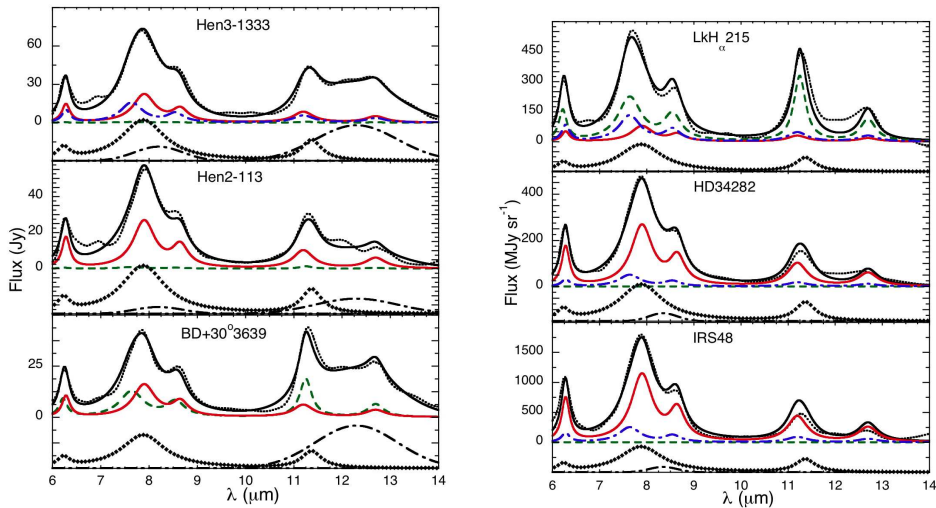 Hen3-1333
60
30
0
Hen2-113
40
20
0
BD+30°3639
25
0
Flux (Jy)
6 7 8 9 10 11 12 13 14
λ (μm)
LkH α 215
450
300
150
0
HD34282
400
200
0
IRS48
1500
1000
500
0
Flux (MJy sr⁻¹)
6 7 8 9 10 11 12 13 14
λ (μm)